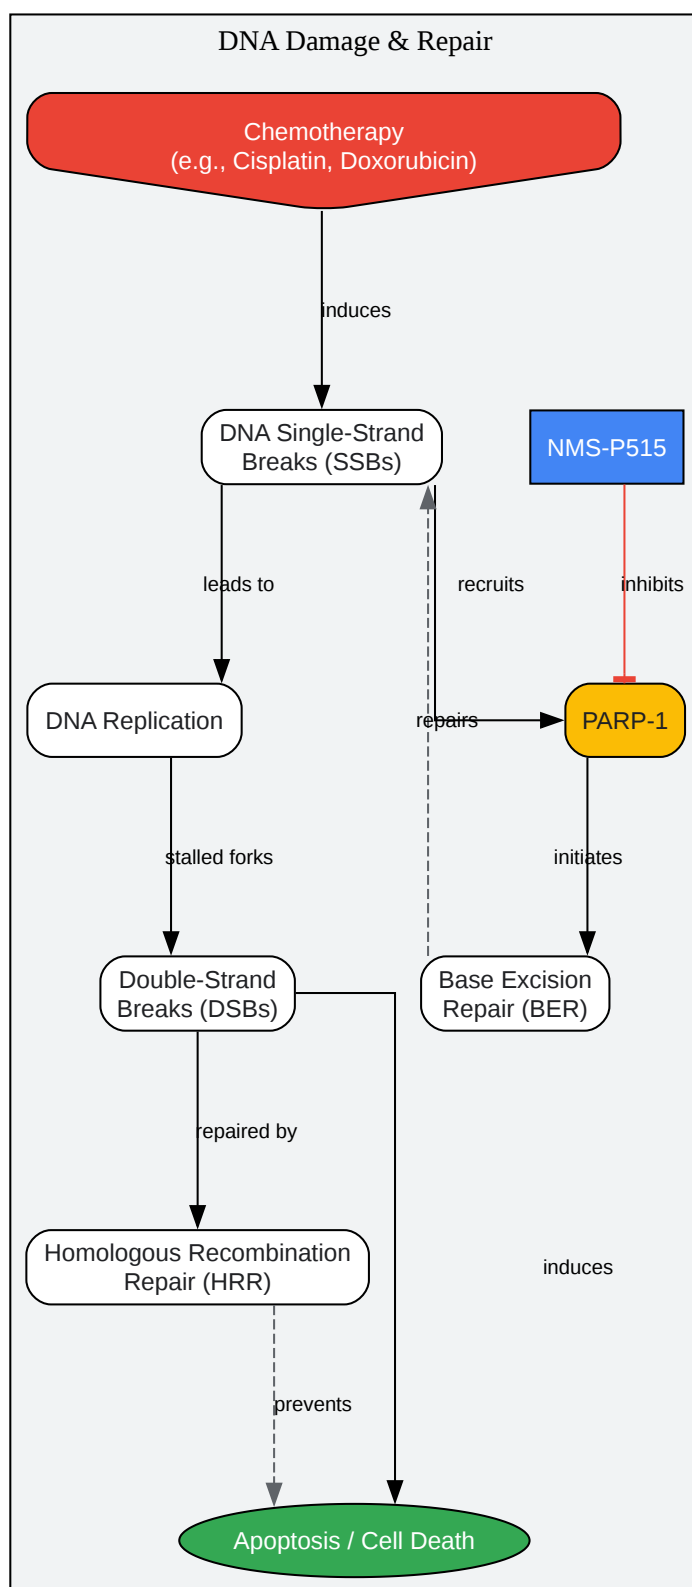 DNA Damage & Repair
Chemotherapy
(e.g., Cisplatin, Doxorubicin)
induces
DNA Single-Strand
Breaks (SSBs)
NMS-P515
leads to
recruits
inhibits
DNA Replication
repairs
PARP-1
stalled forks
initiates
Double-Strand
Breaks (DSBs)
Base Excision
Repair (BER)
repaired by
Homologous Recombination
Repair (HRR)
induces
prevents
Apoptosis / Cell Death